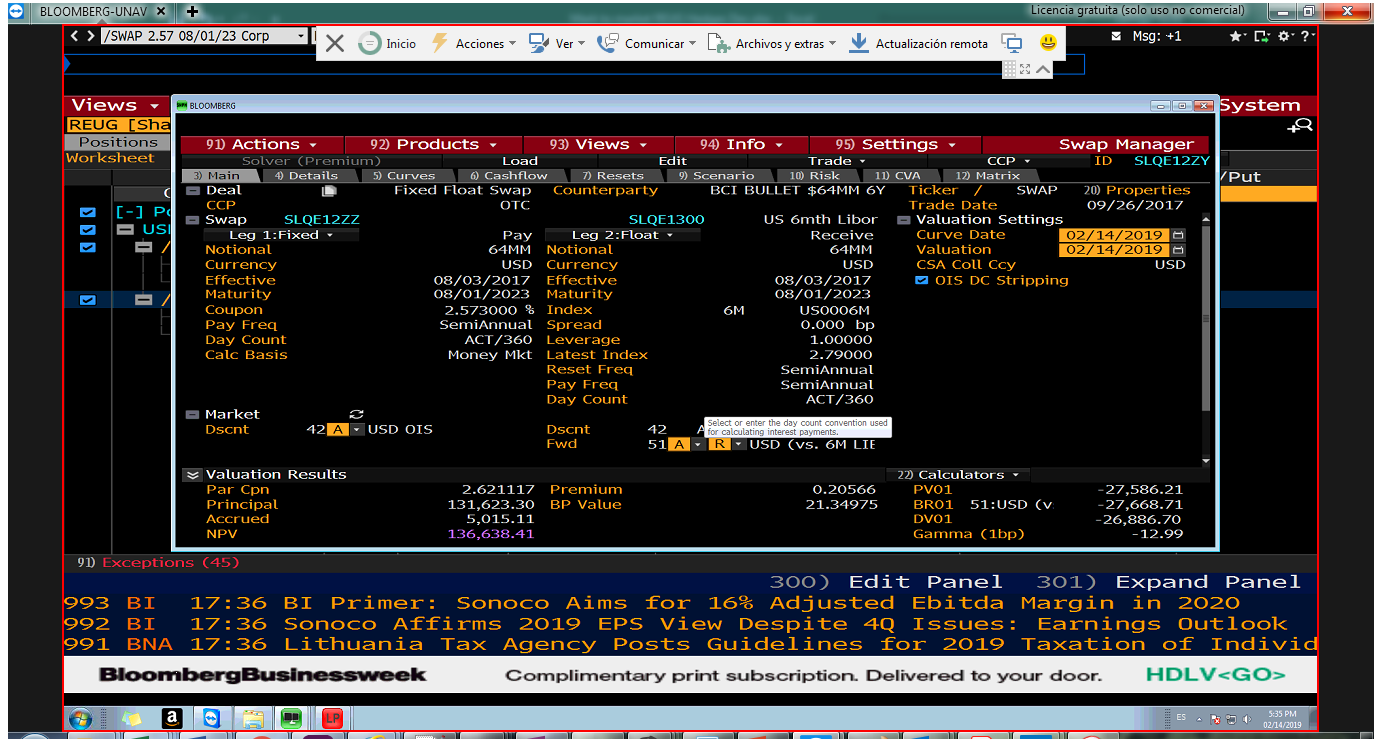 BLOOMBERG-UNAV × +
Licencia gratuita (solo uso no comercial)
/SWAP 2.57 08/01/23 Corp
Inicio Acciones Ver Comunicar Archivos y extras Actualización remota
Msg: +1
Views
System
BLOOMBERG
REUG [Sha
Positions
Worksheet
/Put
[-] P
USI
91) Actions 92) Products 93) Views 94) Info 95) Settings Swap Manager
Solver (Premium) Load Edit Trade CCP ID SLQE12ZY
3) Main 4) Details 5) Curves 6) Cashflow 7) Resets 9) Scenario 10) Risk 11) CVA 12) Matrix
Deal Fixed Float Swap Counterparty BCI BULLET $64MM 6Y Ticker / SWAP 20) Properties
CCP OTC Trade Date 09/26/2017
Swap SLQE12ZZ SLQE1300 US 6mth Libor Valuation Settings
Leg 1:Fixed Pay Leg 2:Float Receive Curve Date 02/14/2019
Notional 64MM Notional 64MM Valuation 02/14/2019
Currency USD Currency USD CSA Coll Ccy USD
Effective 08/03/2017 Effective 08/03/2017 OIS DC Stripping
Maturity 08/01/2023 Maturity 08/01/2023
Coupon 2.573000 % Index 6M US0006M
Pay Freq SemiAnnual Spread 0.000 bp
Day Count ACT/360 Leverage 1.00000
Calc Basis Money Mkt Latest Index 2.79000
Reset Freq SemiAnnual
Pay Freq SemiAnnual
Day Count ACT/360
Market
Select or enter the day count convention used
for calculating interest payments.
Dscnt 42 A USD OIS Dscnt 42 A
Fwd 51 A R USD (vs. 6M LIE
Valuation Results 22) Calculators
Par Cpn 2.621117 Premium 0.20566 PV01 -27,586.21
Principal 131,623.30 BP Value 21.34975 BR01 51:USD (v -27,668.71
Accrued 5,015.11 DV01 -26,886.70
NPV 136,638.41 Gamma (1bp) -12.99
91) Exceptions (45)
300) Edit Panel 301) Expand Panel
993 BI 17:36 BI Primer: Sonoco Aims for 16% Adjusted Ebitda Margin in 2020
992 BI 17:36 Sonoco Affirms 2019 EPS View Despite 4Q Issues: Earnings Outlook
991 BNA 17:36 Lithuania Tax Agency Posts Guidelines for 2019 Taxation of Individ
BloombergBusinessweek Complimentary print subscription. Delivered to your door. HDLV<GO>
LP
ES 5:35 PM
02/14/2019